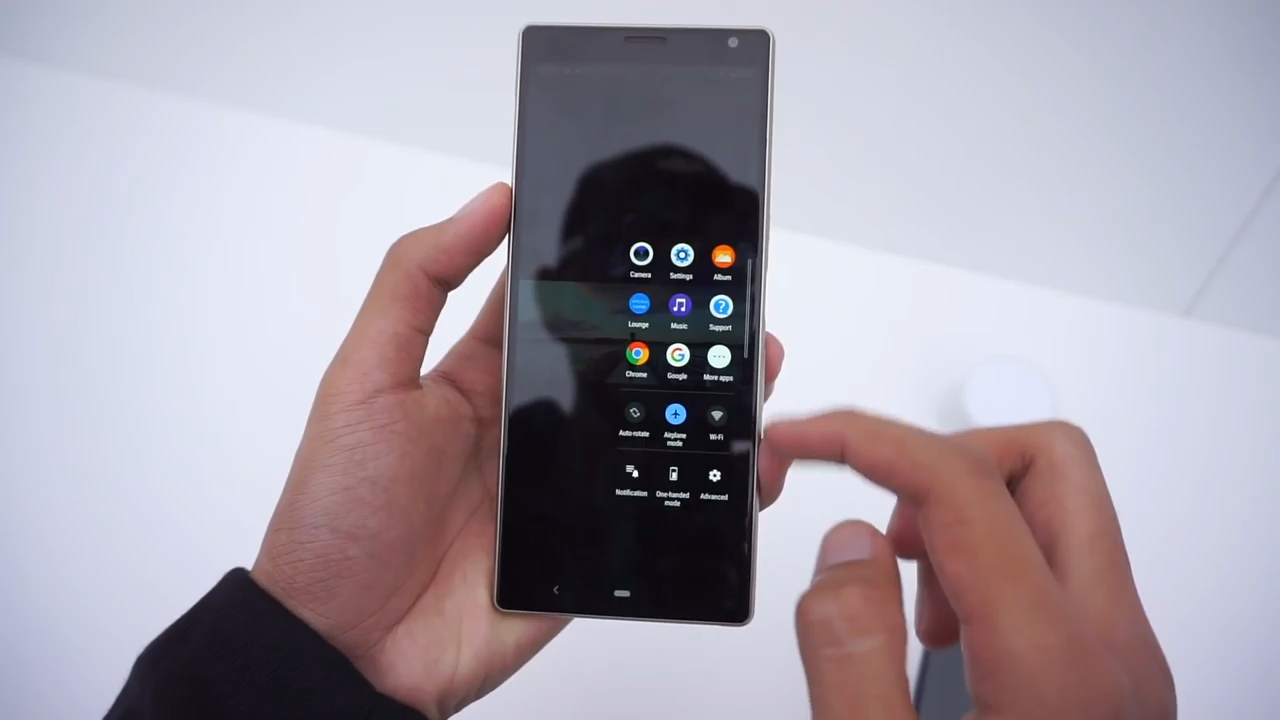 Camera Settings Album
Lounge Music Support
Chrome Google More apps
Auto-rotate Airplane mode Wi-Fi
Notification One-handed mode Advanced